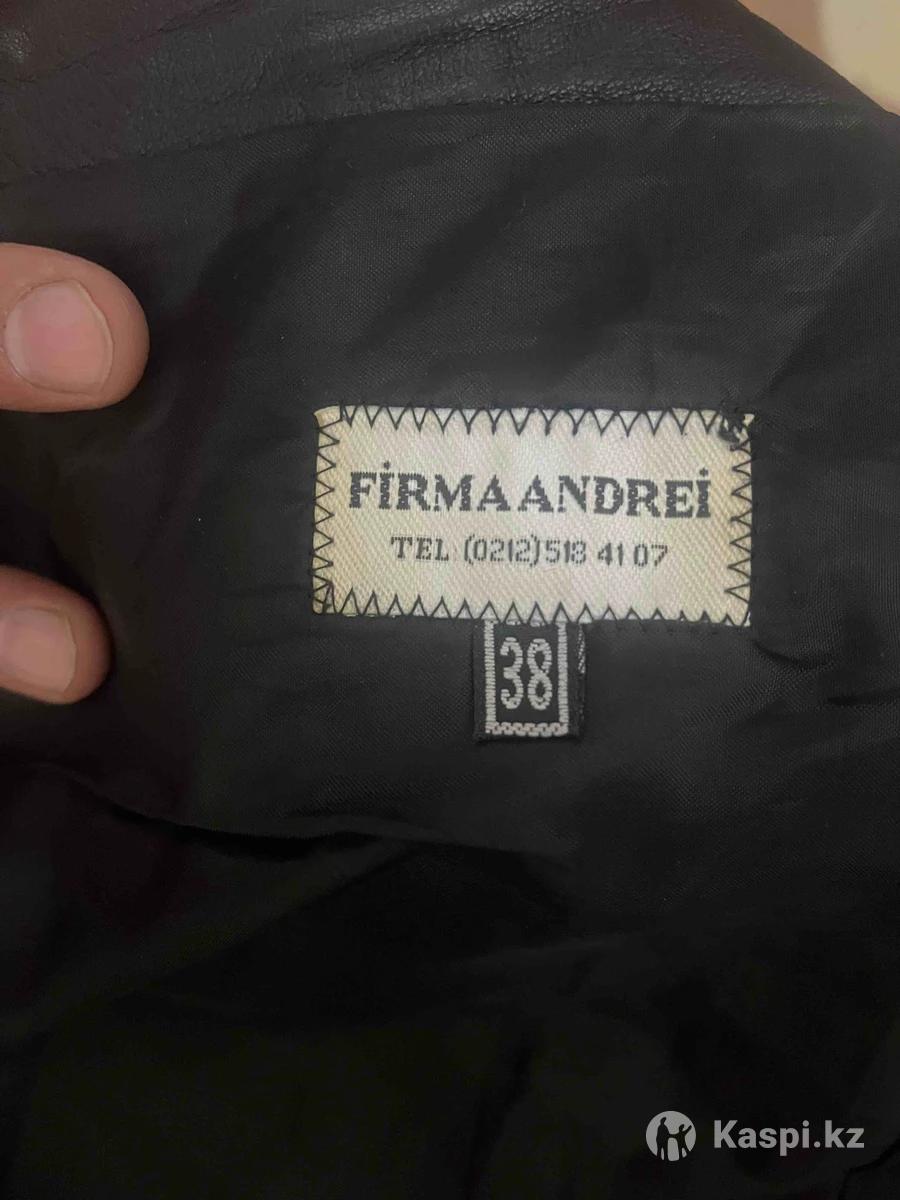 FİRMA ANDREİ
TEL (0212) 518 41 07
38
Kaspi.kz